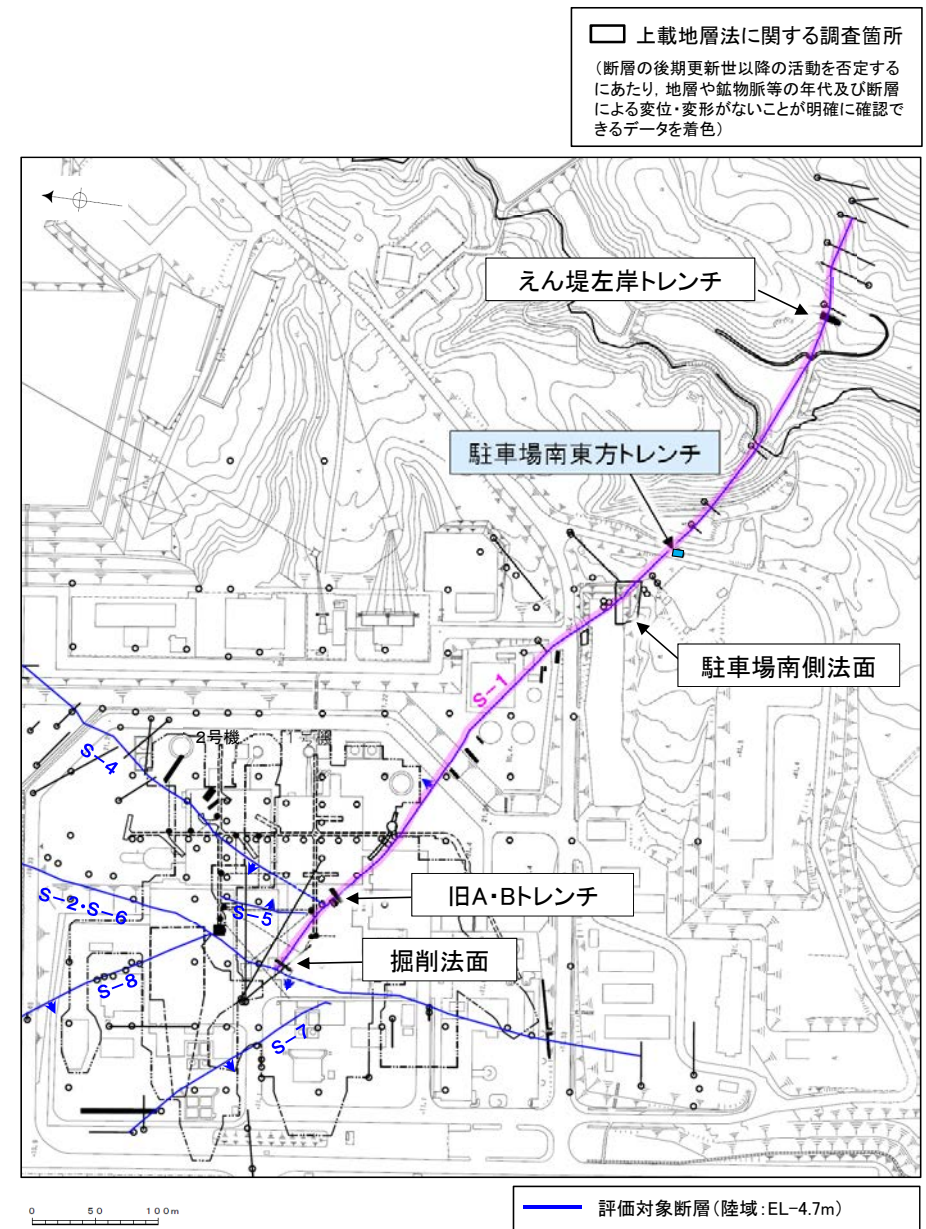 上載地層法に関する調査箇所
(断層の後期更新世以降の活動を否定する
にあたり,地層や鉱物脈等の年代及び断層
による変位・変形がないことが明確に確認で
きるデータを着色)
えん堤左岸トレンチ
駐車場南東方トレンチ
駐車場南側法面
S-1
2号機
S-4
S-2・S-6
S-5
旧A・Bトレンチ
掘削法面
S-8
S-7
0 50 100m
評価対象断層(陸域:EL-4.7m)